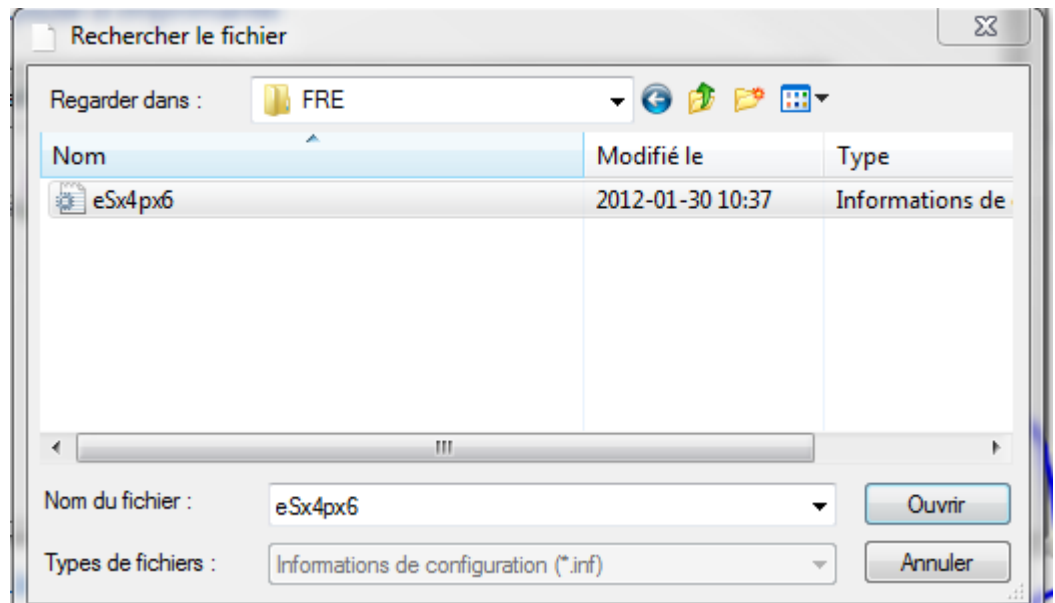 Rechercher le fichier
Regarder dans : FRE
Nom Modifié le Type
eSx4px6 2012-01-30 10:37 Informations de
Nom du fichier : eSx4px6 Ouvrir
Types de fichiers : Informations de configuration (*.inf) Annuler